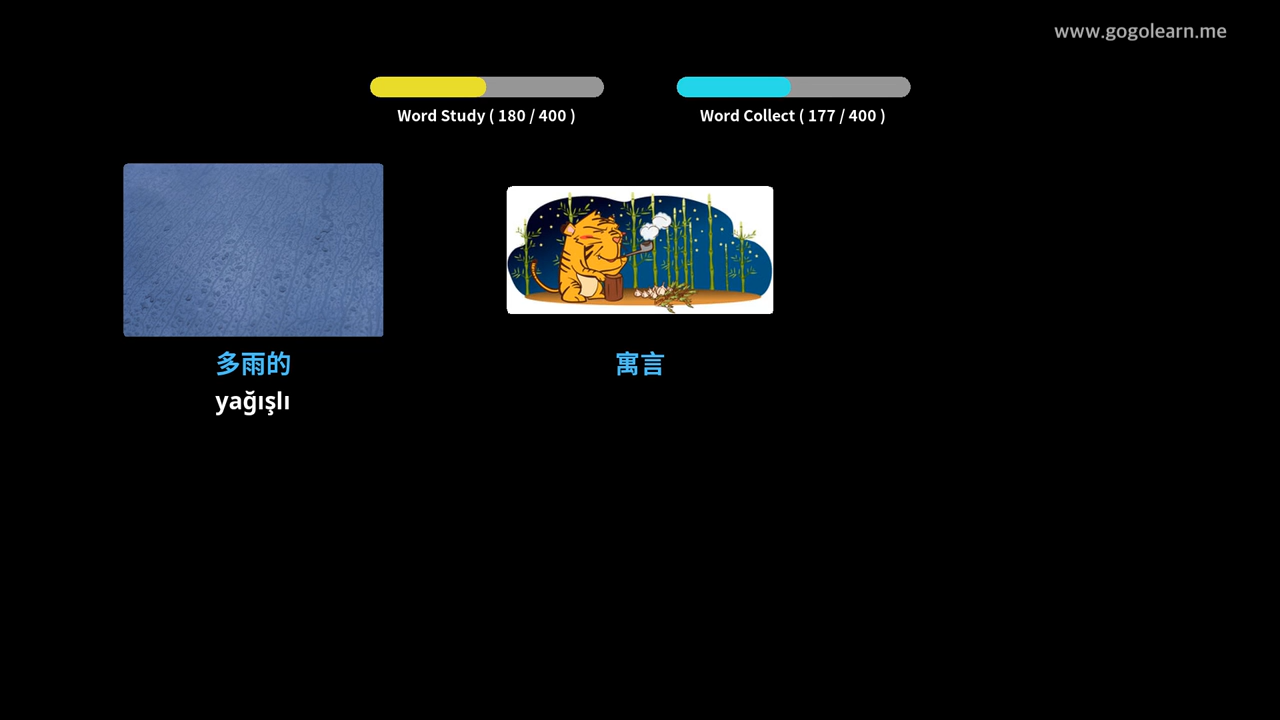 www.gogolearn.me
Word Study ( 180 / 400 )
Word Collect ( 177 / 400 )
多雨的
yağışlı
寓言